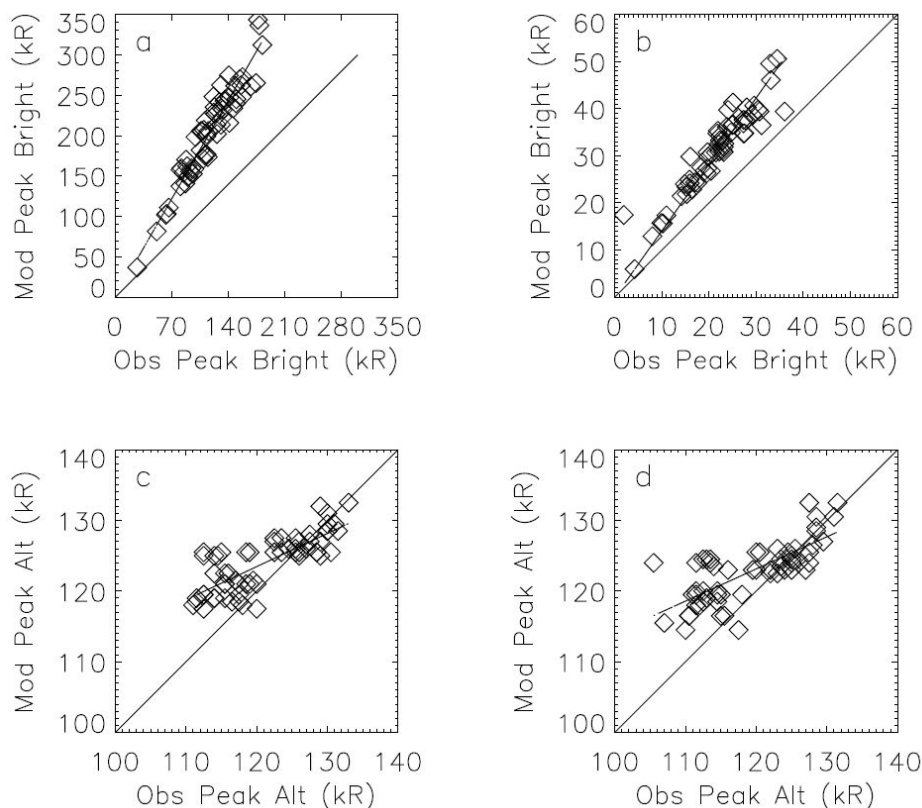 a
Mod Peak Bright (kR)
350
300
250
200
150
100
50
0
0 70 140 210 280 350
Obs Peak Bright (kR)
b
Mod Peak Bright (kR)
60
50
40
30
20
10
0
0 10 20 30 40 50 60
Obs Peak Bright (kR)
c
Mod Peak Alt (kR)
140
130
120
110
100
100 110 120 130 140
Obs Peak Alt (kR)
d
Mod Peak Alt (kR)
140
130
120
110
100
100 110 120 130 140
Obs Peak Alt (kR)